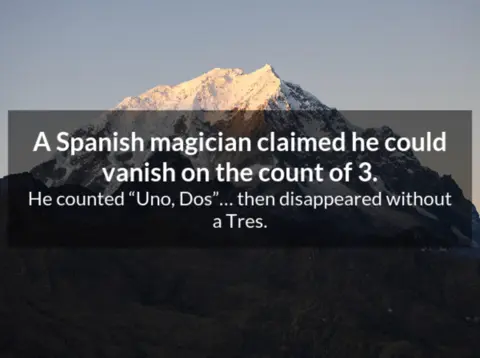 A Spanish magician claimed he could
vanish on the count of 3.
He counted “Uno, Dos”... then disappeared without
a Tres.